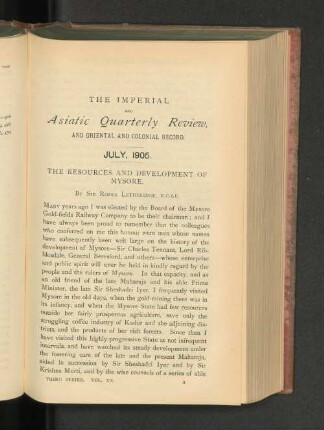 THE IMPERIAL
AND
Asiatic Quarterly Review,
AND ORIENTAL AND COLONIAL RECORD.
JULY, 1905.
THE RESOURCES AND DEVELOPMENT OF
MYSORE.
BY SIR ROPER LETHBRIDGE, K.C.I.E.
MANY years ago I was elected by the Board of the Mysore
Gold-fields Railway Company to be their chairman; and I
have always been proud to remember that the colleagues
who conferred on me this honour were men whose names
have subsequently been writ large on the history of the
development of Mysore—Sir Charles Tennant, Lord Rib-
blesdale, General Beresford, and others—whose enterprise
and public spirit will ever be held in kindly regard by the
people and the rulers of Mysore. In that capacity, and as
an old friend of the late Maharaja and his able Prime
Minister, the late Sir Sheshadri Iyer, I frequently visited
Mysore in the old days, when the gold-mining there was in
its infancy, and when the Mysore State had few resources
outside her fairly prosperous agriculture, save only the
struggling coffee industry of Kadur and the adjoining dis-
tricts and the products of her rich forests. Since then I
have visited this highly progressive State at not infrequent
intervals, and have watched its steady development under
the fostering care of the late and the present Maharaja,
aided in succession by Sir Sheshadri Iyer and by Sir
Krishna Murti, and by the wise counsels of a series of able
THIRD SERIES. VOL. XX.